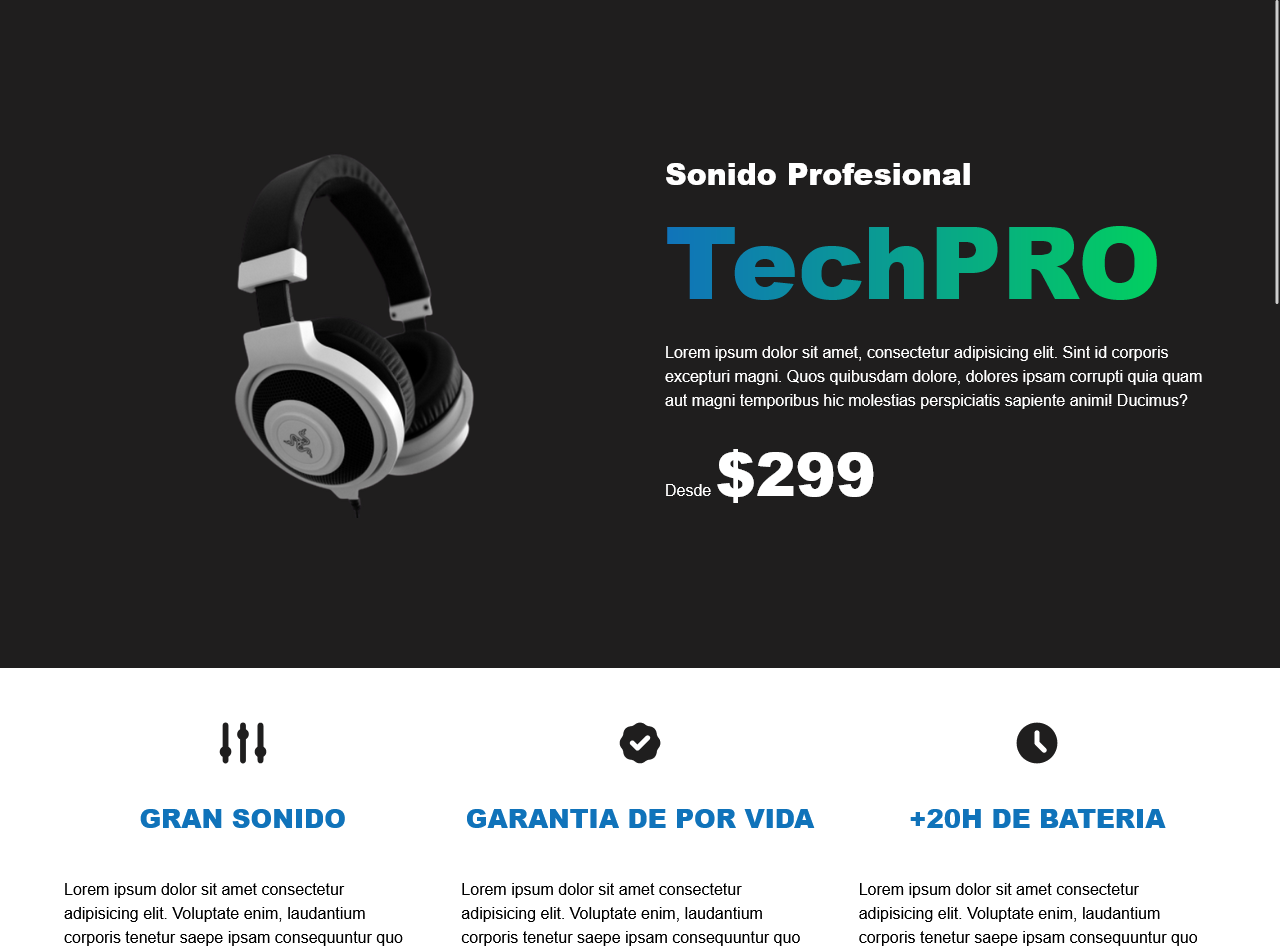 Sonido Profesional
TechPRO
Lorem ipsum dolor sit amet, consectetur adipisicing elit. Sint id corporis
excepturi magni. Quos quibusdam dolore, dolores ipsam corrupti quia quam
aut magni temporibus hic molestias perspiciatis sapiente animi! Ducimus?
Desde $299
GRAN SONIDO
Lorem ipsum dolor sit amet consectetur
adipisicing elit. Voluptate enim, laudantium
corporis tenetur saepe ipsam consequuntur quo
GARANTIA DE POR VIDA
Lorem ipsum dolor sit amet consectetur
adipisicing elit. Voluptate enim, laudantium
corporis tenetur saepe ipsam consequuntur quo
+20H DE BATERIA
Lorem ipsum dolor sit amet consectetur
adipisicing elit. Voluptate enim, laudantium
corporis tenetur saepe ipsam consequuntur quo